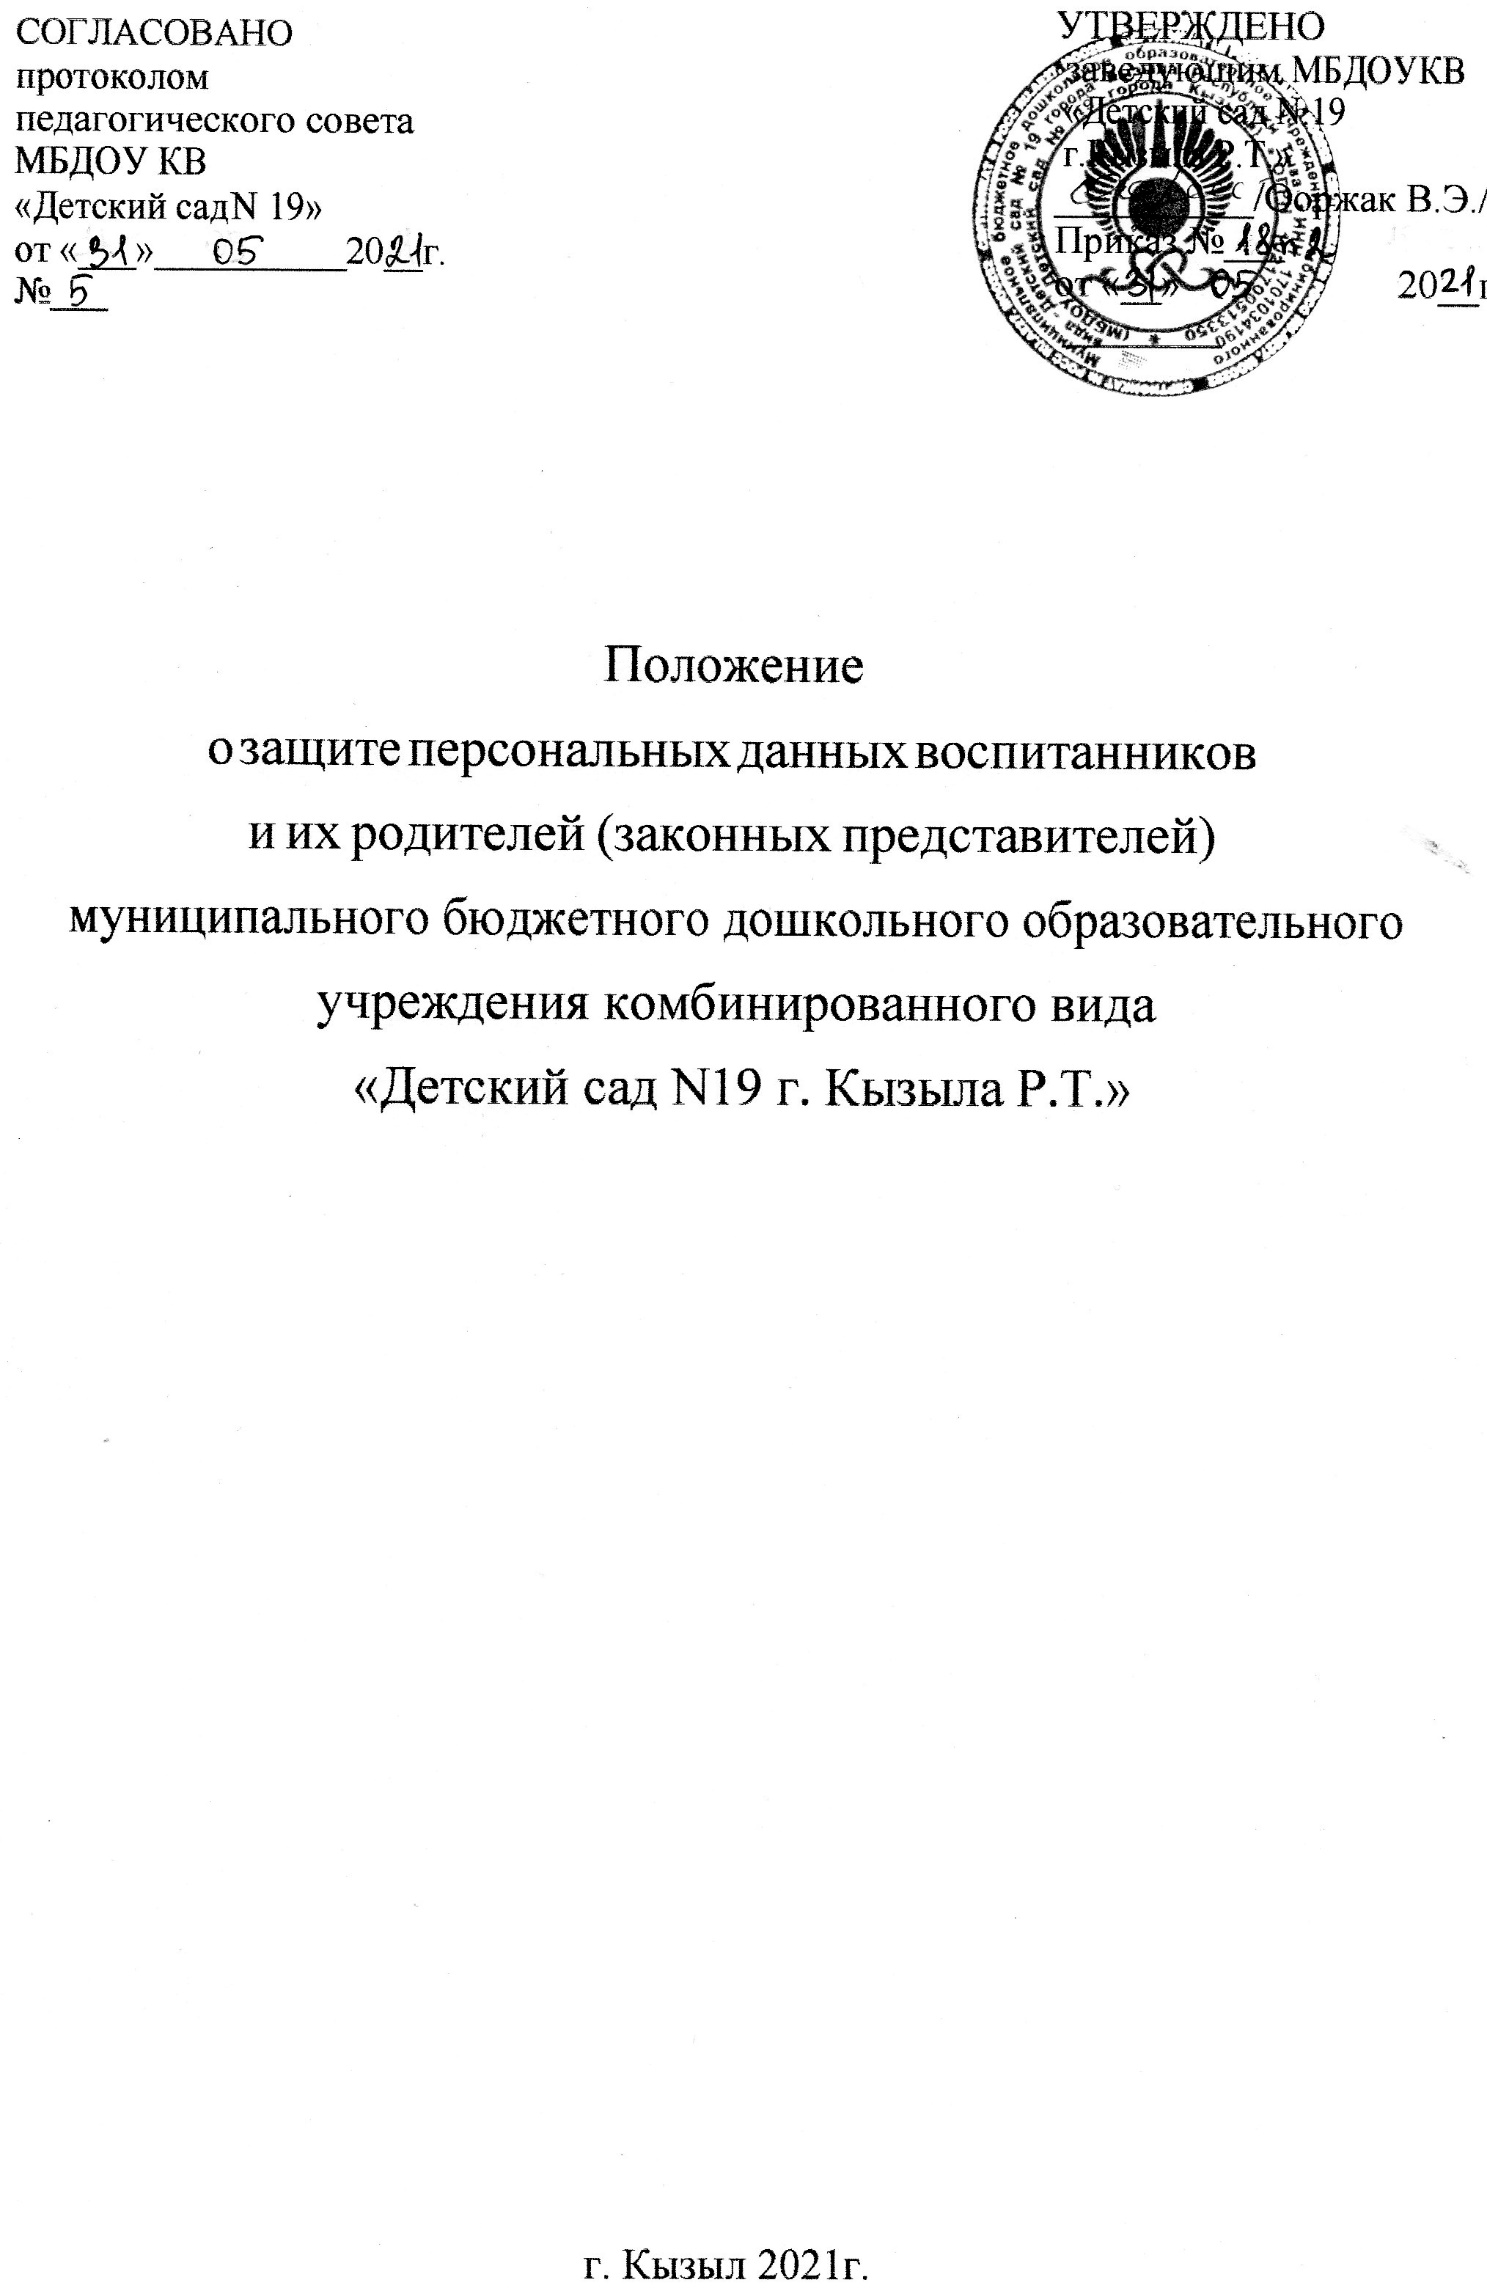 СОГЛАСОВАНО
протоколом
педагогического совета
МБДОУ КВ
«Детский садN 19»
от «31» 05 2021г.
№ 5
УТВЕРЖДЕНО
заведующим МБДОУКВ
«Детский сад №19
г.Кызыла Р.Т.»
/Ооржак В.Э./
Приказ №
от «31» 05 2021г
Положение
о защите персональных данных воспитанников
и их родителей (законных представителей)
муниципального бюджетного дошкольного образовательного
учреждения комбинированного вида
«Детский сад N19 г. Кызыла Р.Т.»
г. Кызыл 2021г.